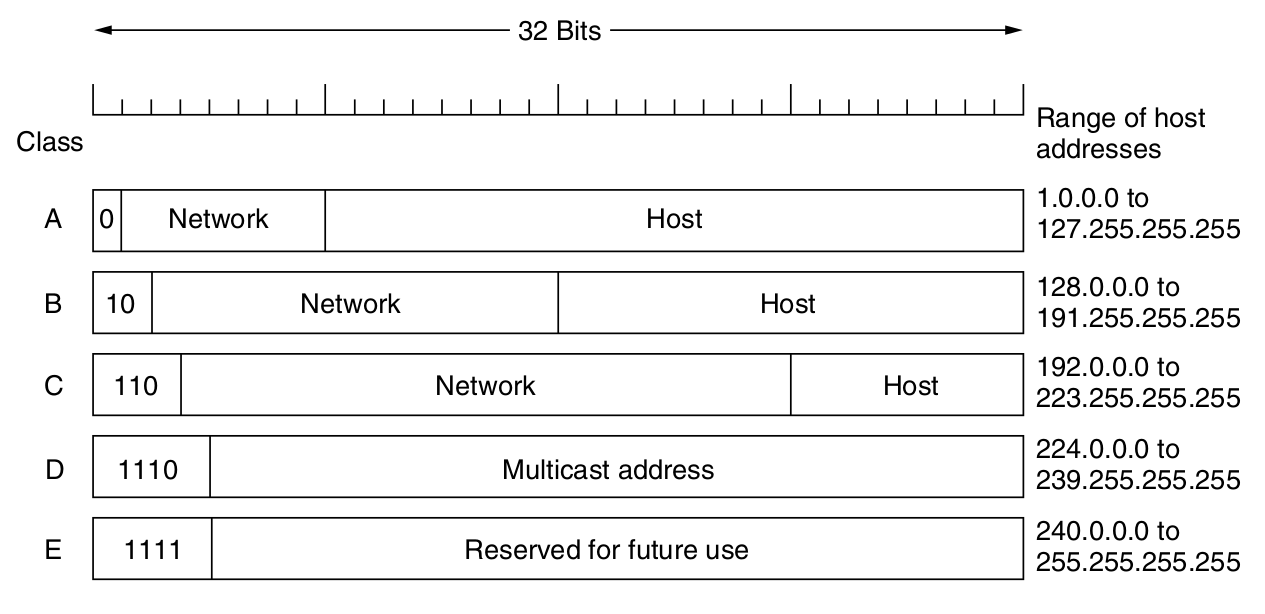 32 Bits
Class
Range of host
addresses
A
0
Network
Host
1.0.0.0 to
127.255.255.255
B
10
Network
Host
128.0.0.0 to
191.255.255.255
C
110
Network
Host
192.0.0.0 to
223.255.255.255
D
1110
Multicast address
224.0.0.0 to
239.255.255.255
E
1111
Reserved for future use
240.0.0.0 to
255.255.255.255